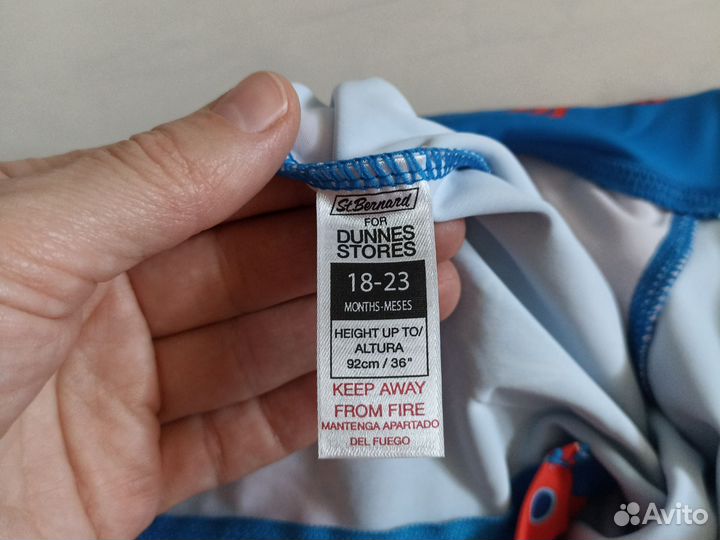 St.Bernard
FOR
DUNNES
STORES
18-23
MONTHS-MESES
HEIGHT UP TO/
ALTURA
92cm / 36"
KEEP AWAY
FROM FIRE
MANTENGA APARTADO
DEL FUEGO
Avito